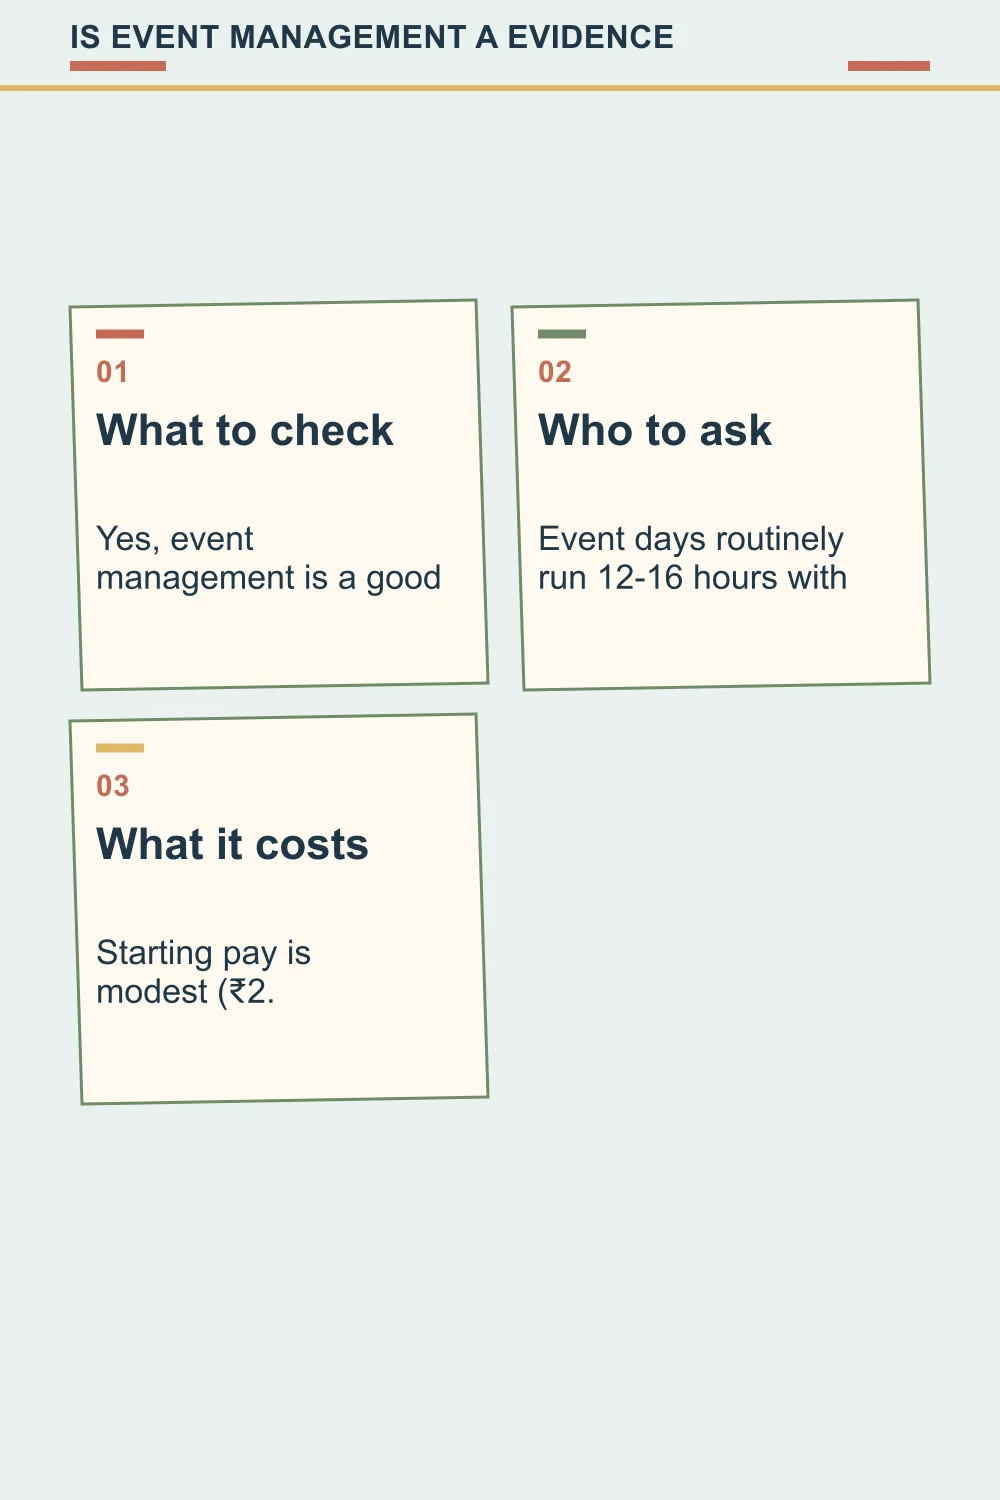 IS EVENT MANAGEMENT A EVIDENCE
01
What to check
Yes, event
management is a good
02
Who to ask
Event days routinely
run 12-16 hours with
03
What it costs
Starting pay is
modest (₹2.